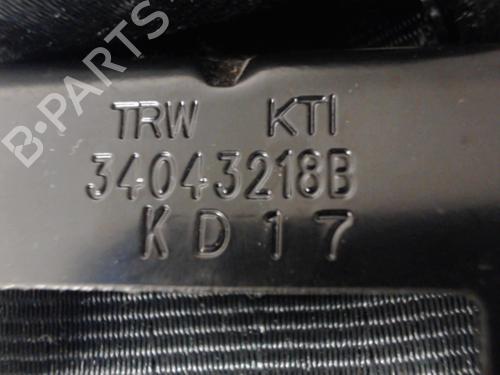 B·PARTS
TRW KTI
34043218B
KD17